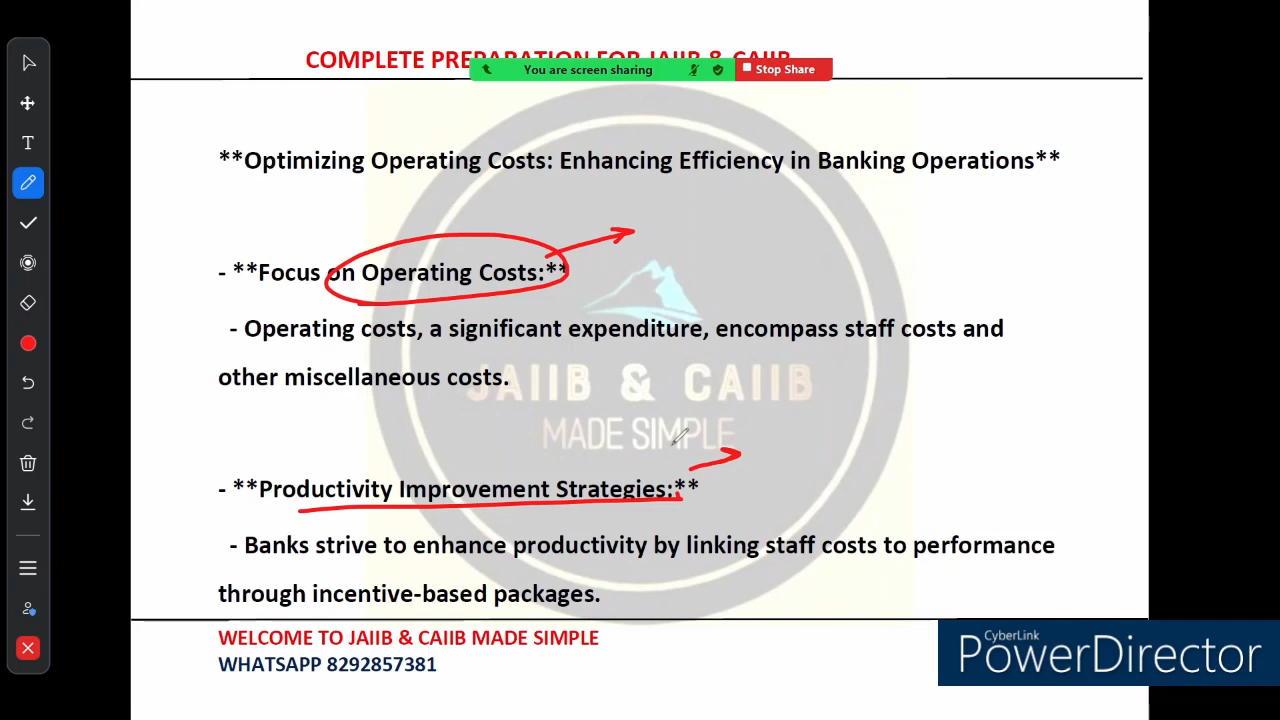 COMPLETE PREPARATION FOR JAIIB & CAIIB
You are screen sharing
Stop Share
**Optimizing Operating Costs: Enhancing Efficiency in Banking Operations**
- **Focus on Operating Costs:**
- Operating costs, a significant expenditure, encompass staff costs and
other miscellaneous costs.
JAIIB & CAIIB
MADE SIMPLE
- **Productivity Improvement Strategies:**
- Banks strive to enhance productivity by linking staff costs to performance
through incentive-based packages.
WELCOME TO JAIIB & CAIIB MADE SIMPLE
WHATSAPP 8292857381
CyberLink
PowerDirector
T